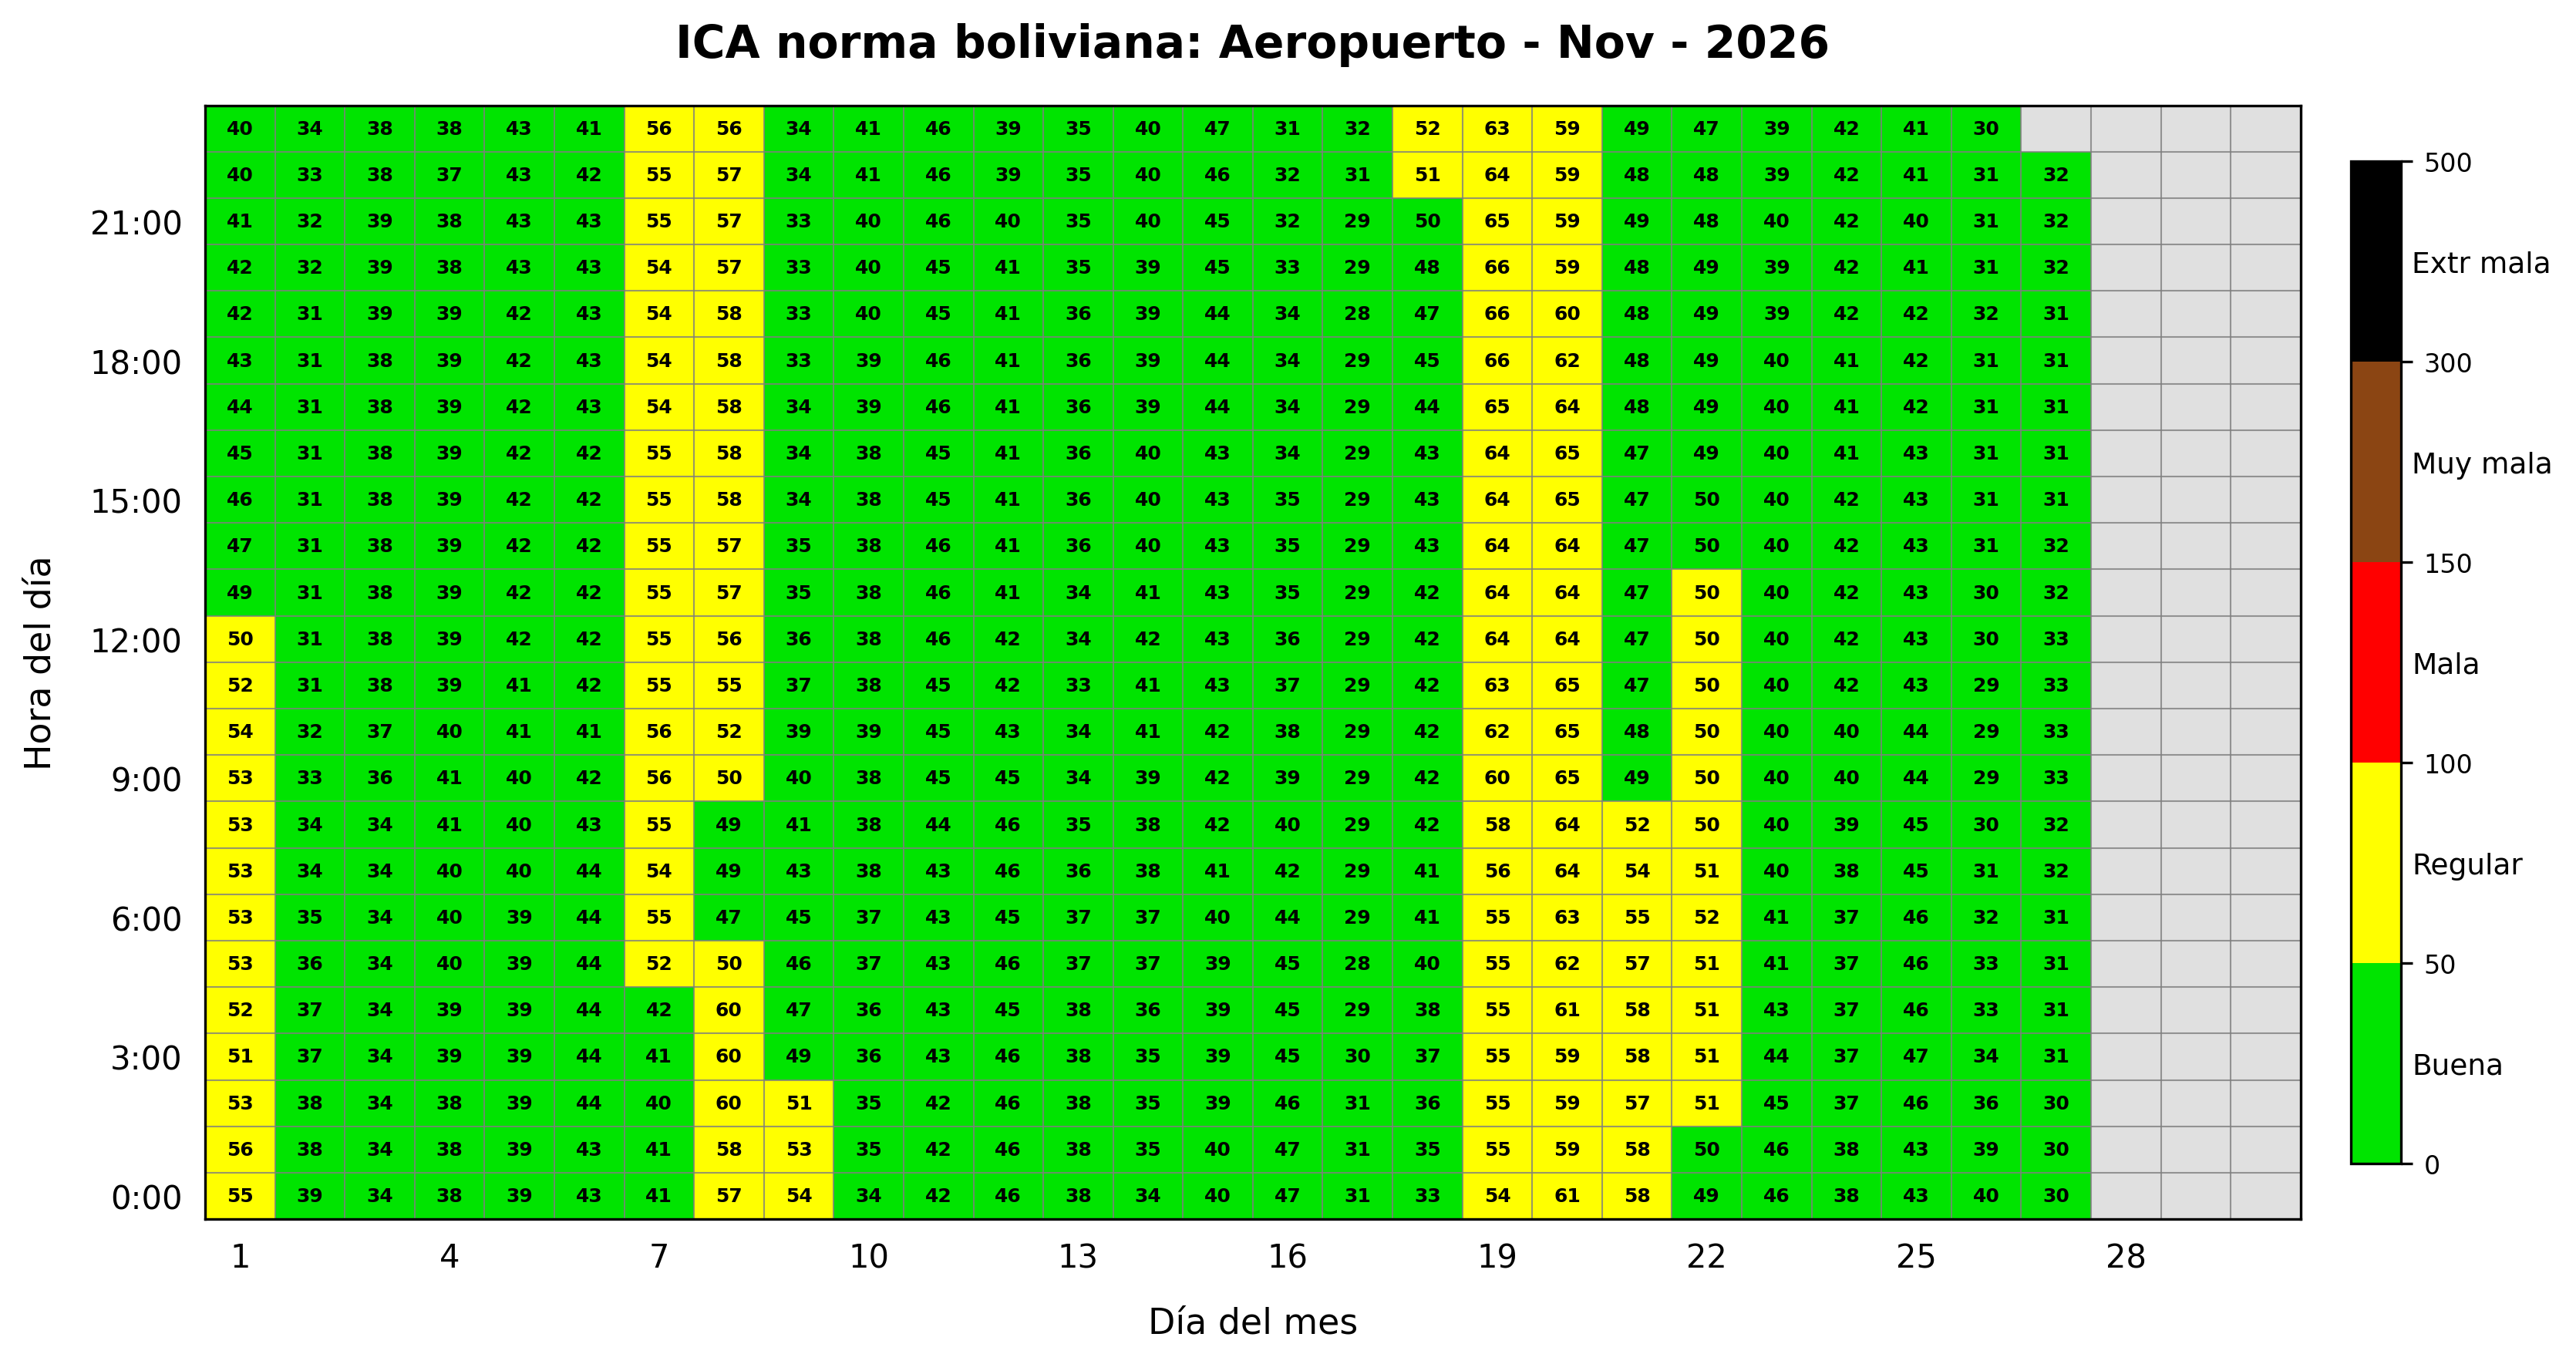 ICA norma boliviana: Aeropuerto - Nov - 2026
40 34 38 38 43 41 56 56 34 41 46 39 35 40 47 31 32 52 63 59 49 47 39 42 41 30
40 33 38 37 43 42 55 57 34 41 46 39 35 40 46 32 31 51 64 59 48 48 39 42 41 31 32
21:00 41 32 39 38 43 43 55 57 33 40 46 40 35 40 45 32 29 50 65 59 49 48 40 42 40 31 32
42 32 39 38 43 43 54 57 33 40 45 41 35 39 45 33 29 48 66 59 48 49 39 42 41 31 32
42 31 39 39 42 43 54 58 33 40 45 41 36 39 44 34 28 47 66 60 48 49 39 42 42 32 31
18:00 43 31 38 39 42 43 54 58 33 39 46 41 36 39 44 34 29 45 66 62 48 49 40 41 42 31 31
44 31 38 39 42 43 54 58 34 39 46 41 36 39 44 34 29 44 65 64 48 49 40 41 42 31 31
45 31 38 39 42 42 55 58 34 38 45 41 36 40 43 34 29 43 64 65 47 49 40 41 43 31 31
15:00 46 31 38 39 42 42 55 58 34 38 45 41 36 40 43 35 29 43 64 65 47 50 40 42 43 31 31
47 31 38 39 42 42 55 57 35 38 46 41 36 40 43 35 29 43 64 64 47 50 40 42 43 31 32
49 31 38 39 42 42 55 57 35 38 46 41 34 41 43 35 29 42 64 64 47 50 40 42 43 30 32
12:00 50 31 38 39 42 42 55 56 36 38 46 42 34 42 43 36 29 42 64 64 47 50 40 42 43 30 33
52 31 38 39 41 42 55 55 37 38 45 42 33 41 43 37 29 42 63 65 47 50 40 42 43 29 33
54 32 37 40 41 41 56 52 39 39 45 43 34 41 42 38 29 42 62 65 48 50 40 40 44 29 33
9:00 53 33 36 41 40 42 56 50 40 38 45 45 34 39 42 39 29 42 60 65 49 50 40 40 44 29 33
53 34 34 41 40 43 55 49 41 38 44 46 35 38 42 40 29 42 58 64 52 50 40 39 45 30 32
53 34 34 40 40 44 54 49 43 38 43 46 36 38 41 42 29 41 56 64 54 51 40 38 45 31 32
6:00 53 35 34 40 39 44 55 47 45 37 43 45 37 37 40 44 29 41 55 63 55 52 41 37 46 32 31
53 36 34 40 39 44 52 50 46 37 43 46 37 37 39 45 28 40 55 62 57 51 41 37 46 33 31
52 37 34 39 39 44 42 60 47 36 43 45 38 36 39 45 29 38 55 61 58 51 43 37 46 33 31
3:00 51 37 34 39 39 44 41 60 49 36 43 46 38 35 39 45 30 37 55 59 58 51 44 37 47 34 31
53 38 34 38 39 44 40 60 51 35 42 46 38 35 39 46 31 36 55 59 57 51 45 37 46 36 30
56 38 34 38 39 43 41 58 53 35 42 46 38 35 40 47 31 35 55 59 58 50 46 38 43 39 30
0:00 55 39 34 38 39 43 41 57 54 34 42 46 38 34 40 47 31 33 54 61 58 49 46 38 43 40 30
1 4 7 10 13 16 19 22 25 28
Día del mes
Hora del día
500
Extr mala
300
Muy mala
150
Mala
100
Regular
50
Buena
0